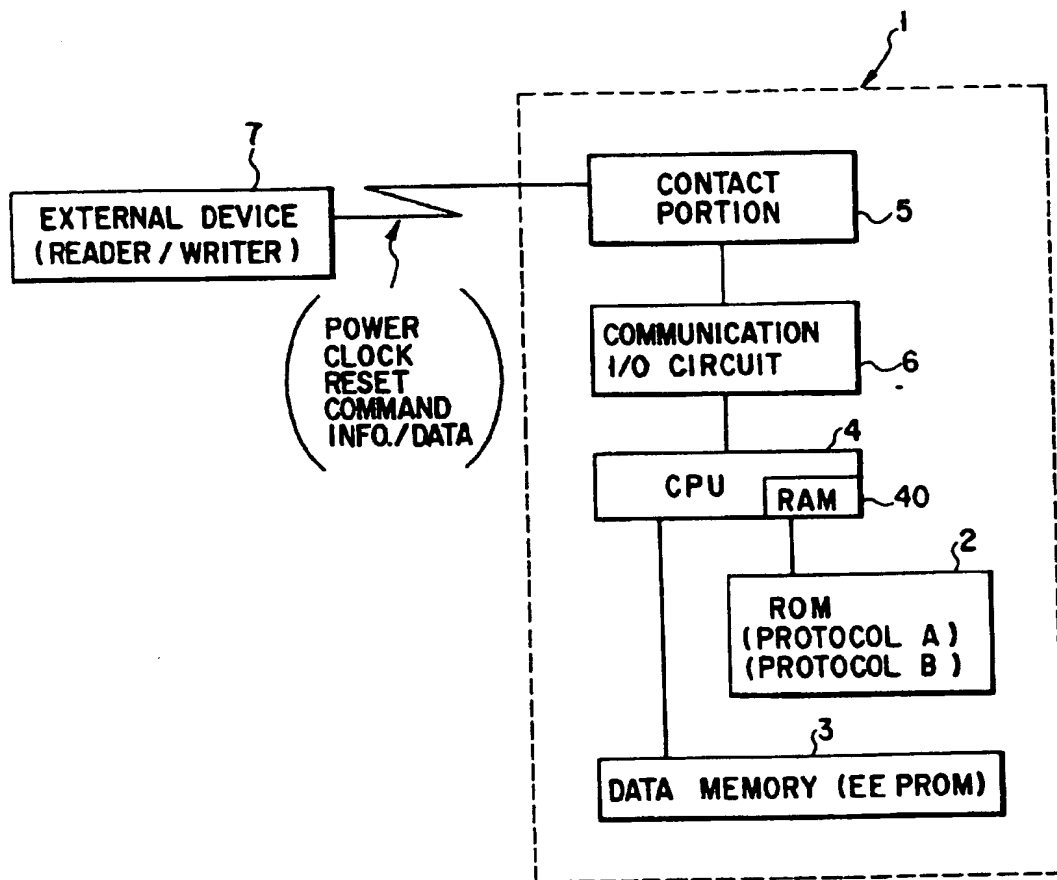 1
7
EXTERNAL DEVICE
(READER / WRITER)
CONTACT
PORTION
5
POWER
CLOCK
RESET
COMMAND
INFO./DATA
COMMUNICATION
I/O CIRCUIT
6
4
CPU
RAM
40
2
ROM
(PROTOCOL A)
(PROTOCOL B)
3
DATA MEMORY (EE PROM)